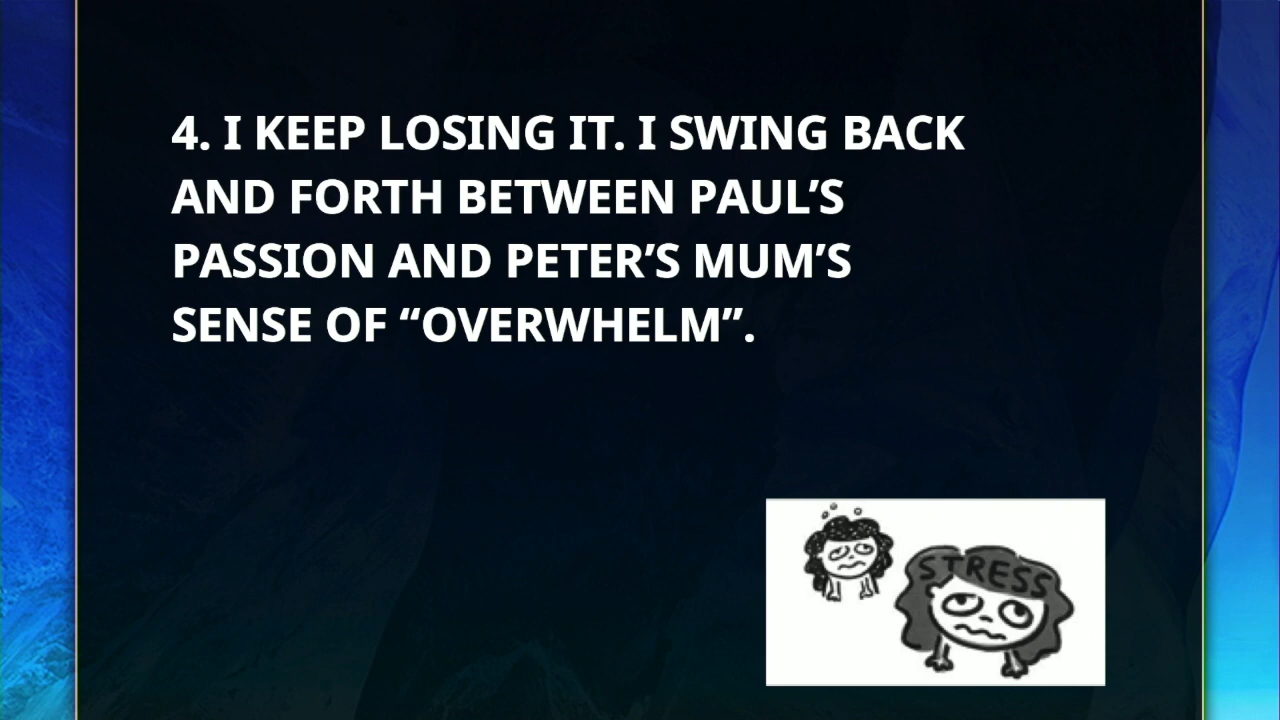 4. I KEEP LOSING IT. I SWING BACK
AND FORTH BETWEEN PAUL’S
PASSION AND PETER’S MUM’S
SENSE OF “OVERWHELM”.
STRESS